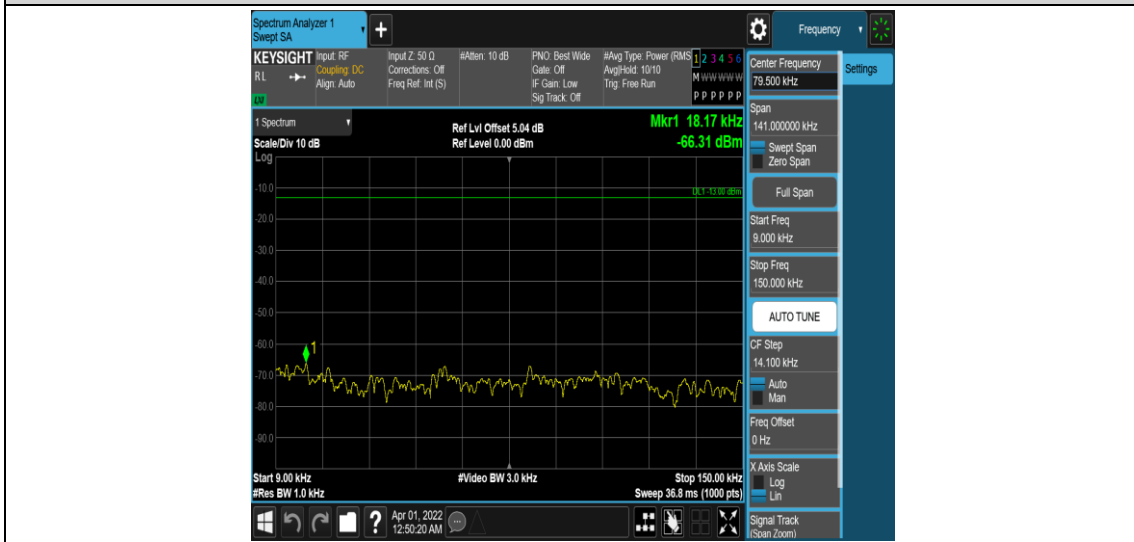 Spectrum Analyzer 1
Swept SA
Frequency
KEYSIGHT
RL
LXI
Input: RF
Coupling: DC
Align: Auto
Input Z: 50 Ω
Corrections: Off
Freq Ref: Int (S)
#Atten: 10 dB
PNO: Best Wide
Gate: Off
IF Gain: Low
Sig Track: Off
#Avg Type: Power (RMS
Avg|Hold: 10/10
Trig: Free Run
1 2 3 4 5 6
M W W W W W
P P P P P P
1 Spectrum
Scale/Div 10 dB
Log
Ref Lvl Offset 5.04 dB
Ref Level 0.00 dBm
Mkr1 18.17 kHz
-66.31 dBm
DL1 -13.00 dBm
-10.0
-20.0
-30.0
-40.0
-50.0
-60.0
-70.0
-80.0
-90.0
1
Start 9.00 kHz
#Res BW 1.0 kHz
#Video BW 3.0 kHz
Stop 150.00 kHz
Sweep 36.8 ms (1000 pts)
Apr 01, 2022
12:50:20 AM
Center Frequency
79.500 kHz
Settings
Span
141.000000 kHz
Swept Span
Zero Span
Full Span
Start Freq
9.000 kHz
Stop Freq
150.000 kHz
AUTO TUNE
CF Step
14.100 kHz
Auto
Man
Freq Offset
0 Hz
X Axis Scale
Log
Lin
Signal Track
(Span Zoom)